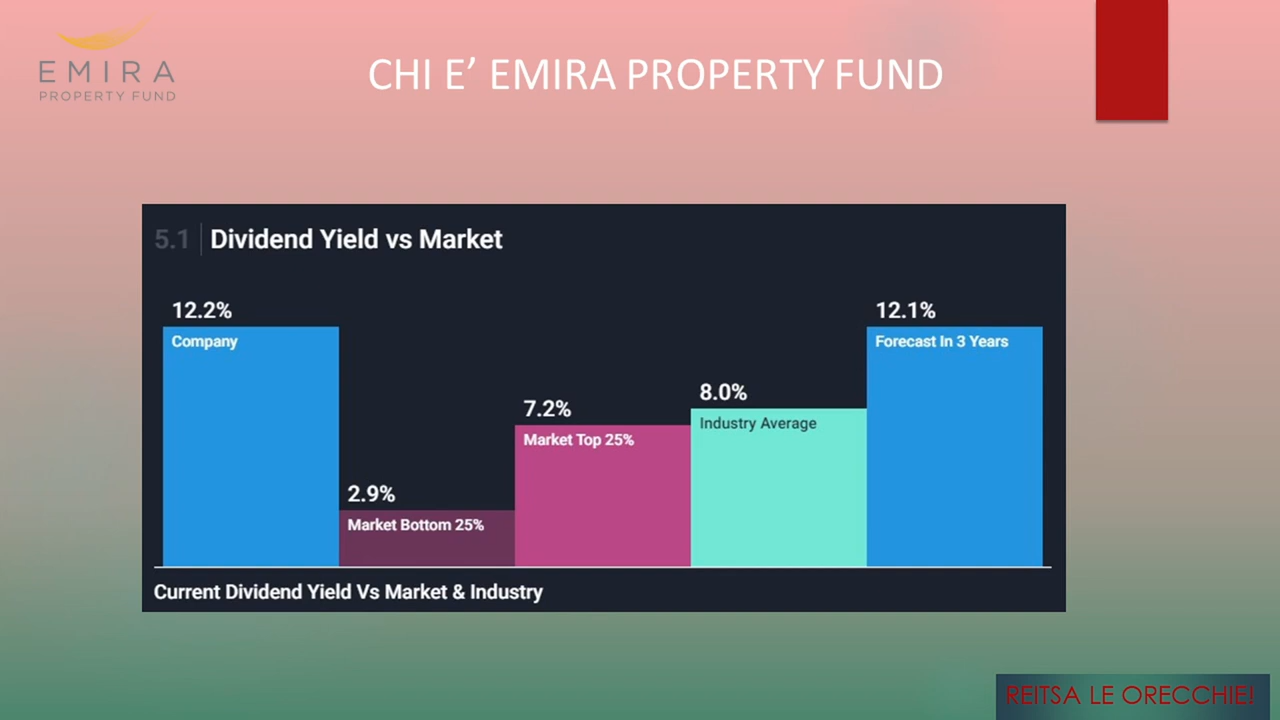 EMIRA
PROPERTY FUND
CHI E’ EMIRA PROPERTY FUND
5.1 Dividend Yield vs Market
12.2%
Company
2.9%
Market Bottom 25%
7.2%
Market Top 25%
8.0%
Industry Average
12.1%
Forecast In 3 Years
Current Dividend Yield Vs Market & Industry
REITSA LE ORECCHIE!